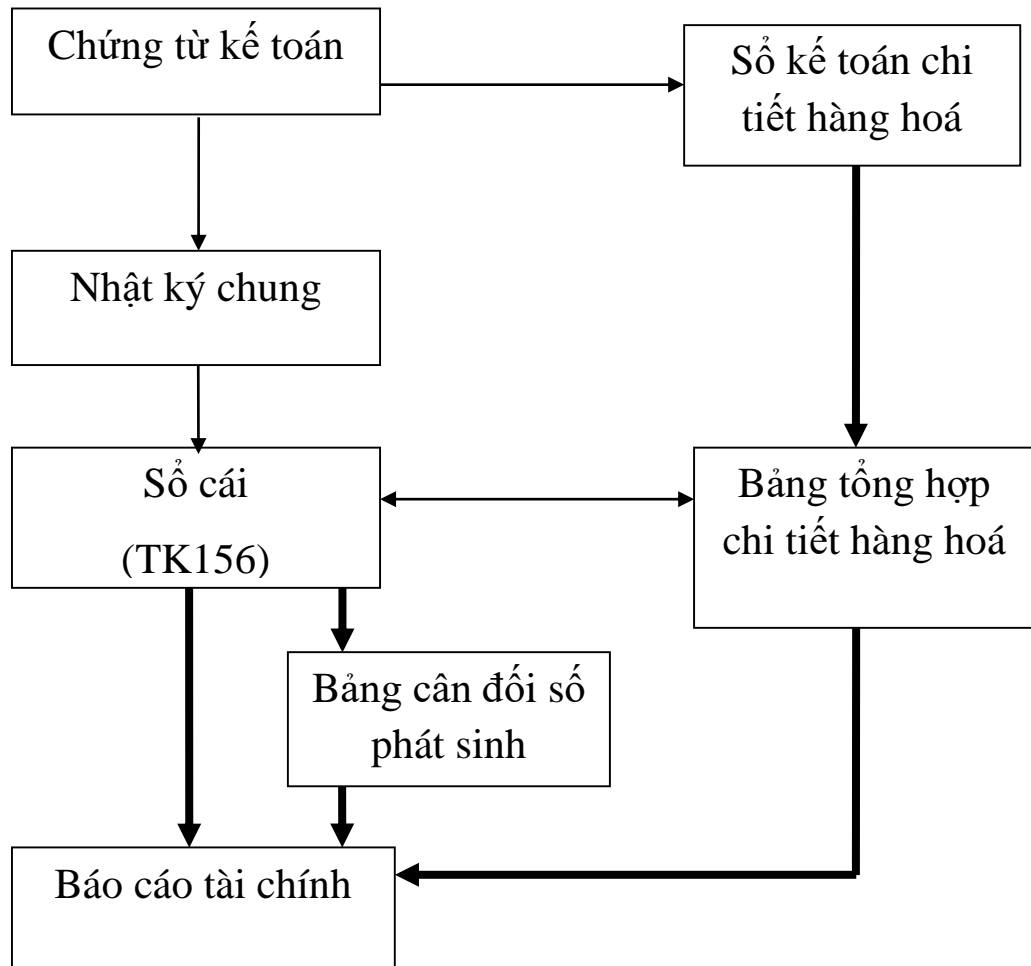 Chứng từ kế toán
Sổ kế toán chi
tiết hàng hoá
Nhật ký chung
Sổ cái
(TK156)
Bảng tổng hợp
chi tiết hàng hoá
Bảng cân đối số
phát sinh
Báo cáo tài chính